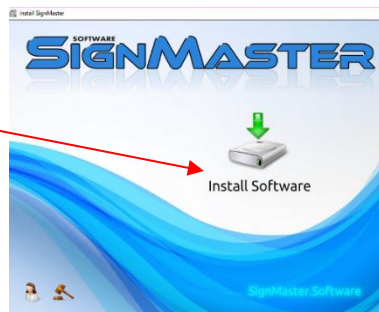 Install SignMaster
SOFTWARE
SIGNMASTER
Install Software
SignMaster.Software